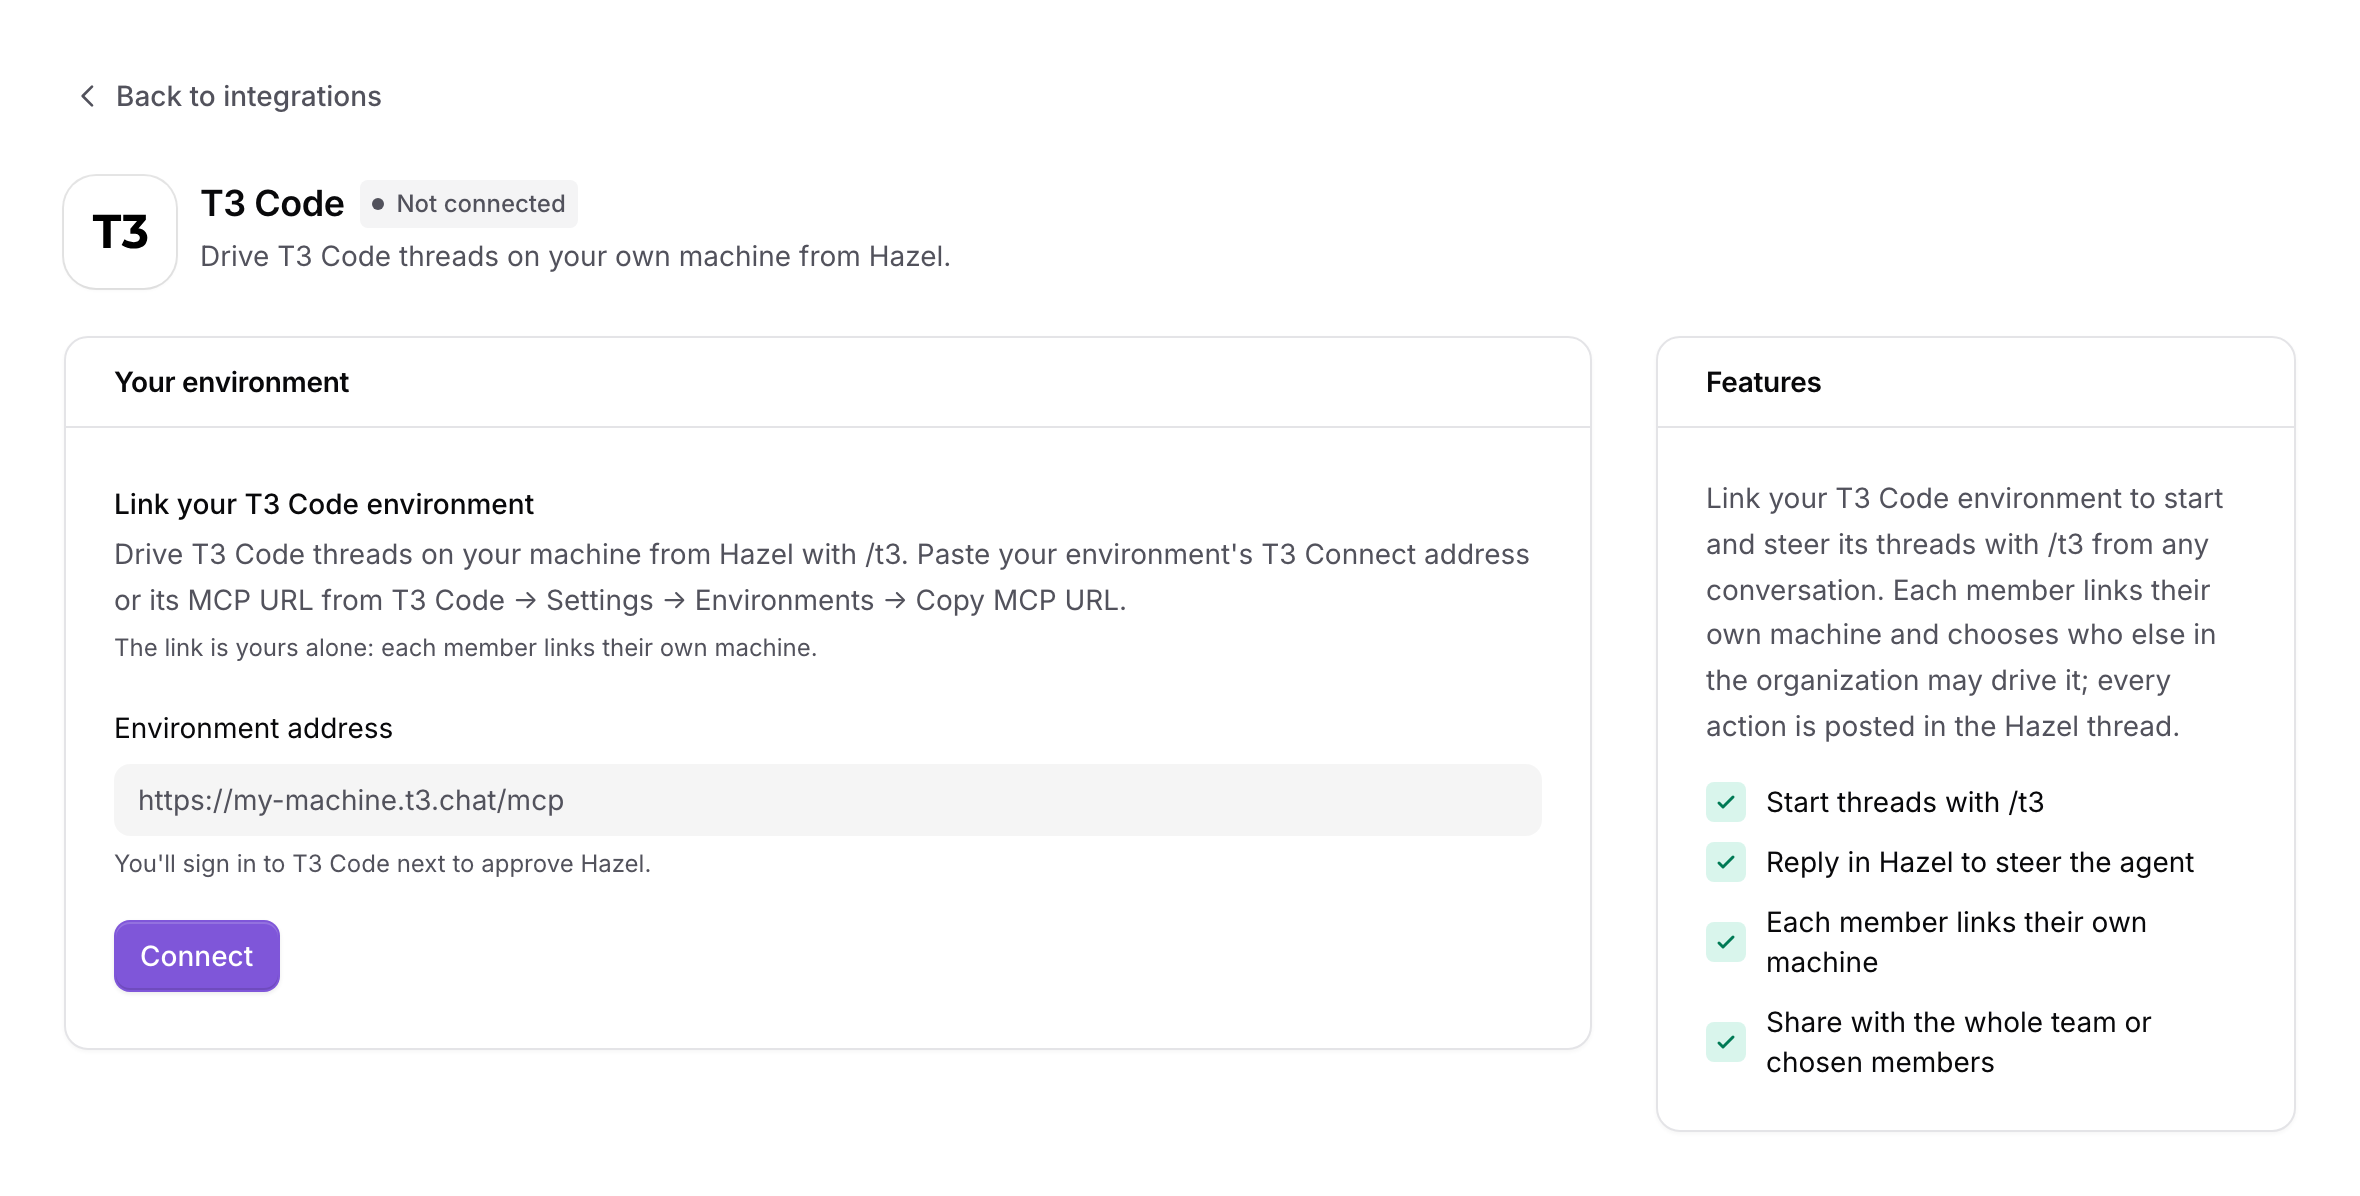 Back to integrations
T3
T3 Code
Not connected
Drive T3 Code threads on your own machine from Hazel.
Your environment
Link your T3 Code environment
Drive T3 Code threads on your machine from Hazel with /t3. Paste your environment's T3 Connect address
or its MCP URL from T3 Code → Settings → Environments → Copy MCP URL.
The link is yours alone: each member links their own machine.
Environment address
https://my-machine.t3.chat/mcp
You'll sign in to T3 Code next to approve Hazel.
Connect
Features
Link your T3 Code environment to start
and steer its threads with /t3 from any
conversation. Each member links their
own machine and chooses who else in
the organization may drive it; every
action is posted in the Hazel thread.
Start threads with /t3
Reply in Hazel to steer the agent
Each member links their own
machine
Share with the whole team or
chosen members